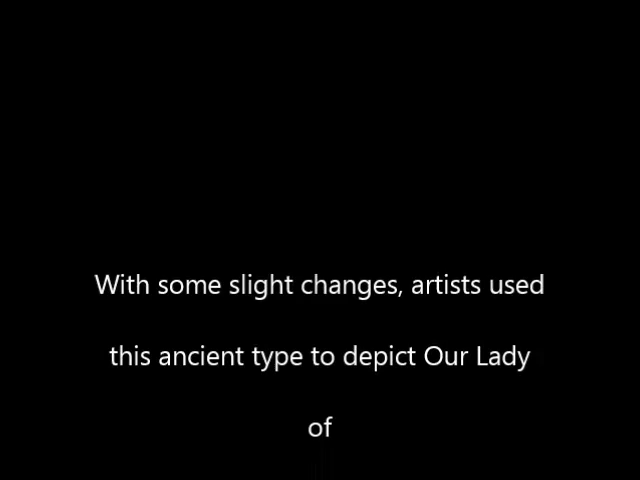 With some slight changes, artists used
this ancient type to depict Our Lady
of